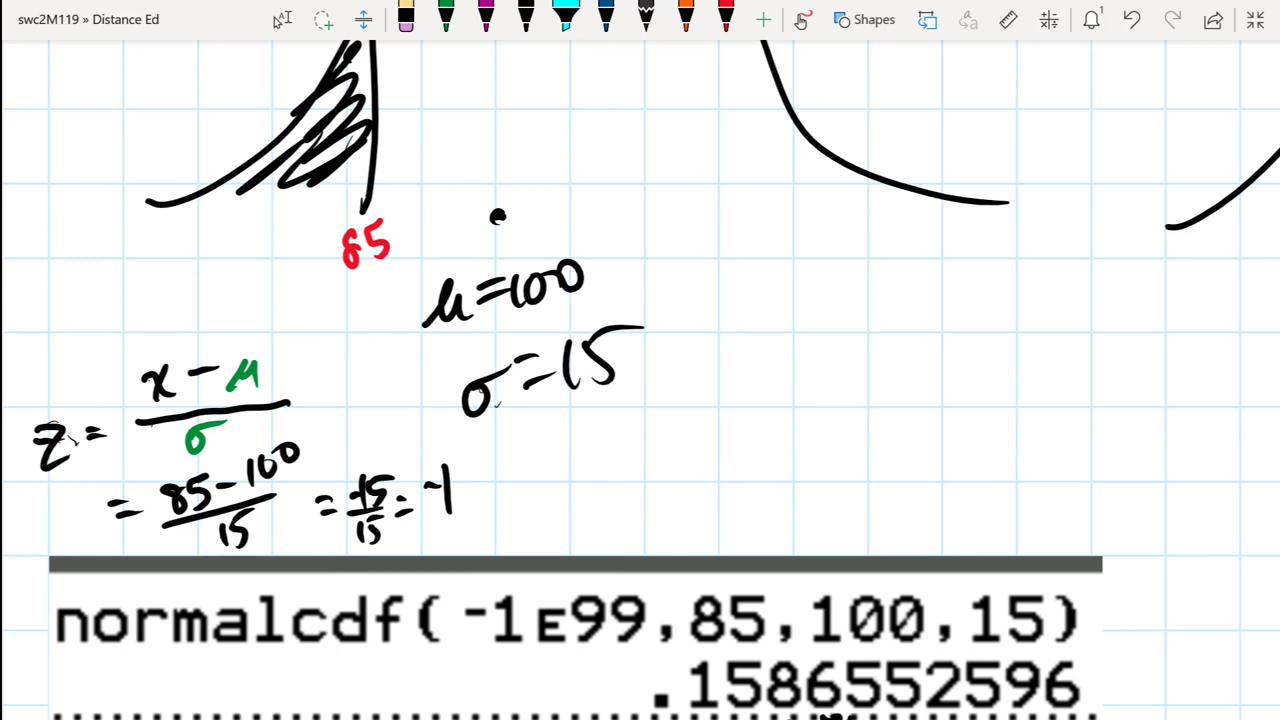 swc2M119 » Distance Ed
Shapes
1
85
μ=100
σ=15
z = x - μ / σ
= 85-100 / 15 = -15 / 15 = -1
normalcdf(-1E99,85,100,15)
.1586552596